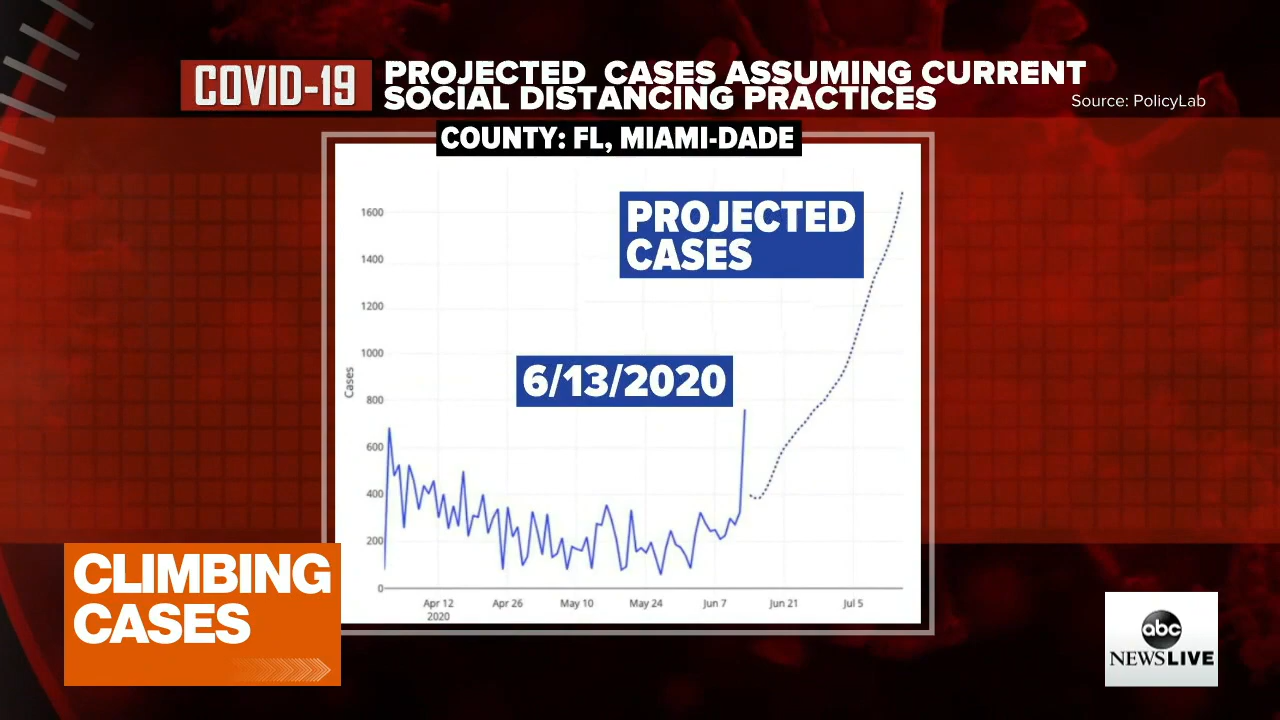 COVID-19
PROJECTED CASES ASSUMING CURRENT
SOCIAL DISTANCING PRACTICES
Source: PolicyLab
COUNTY: FL, MIAMI-DADE
PROJECTED
CASES
6/13/2020
Cases
1600
1400
1200
1000
800
600
400
200
0
Apr 12
2020
Apr 26
May 10
May 24
Jun 7
Jun 21
Jul 5
CLIMBING
CASES
abc
NEWSLIVE